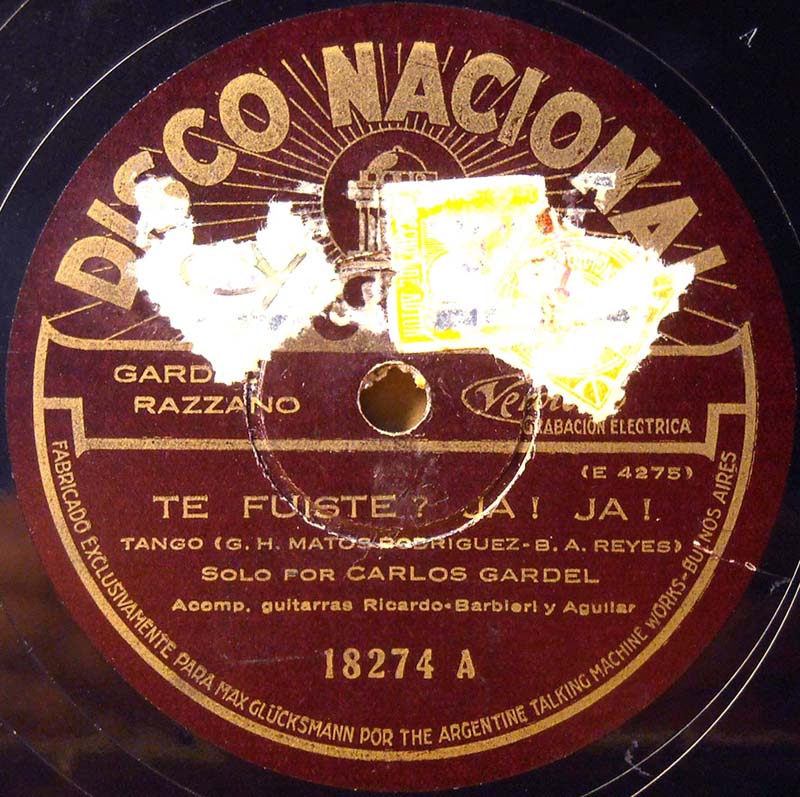 DISCO NACIONAL
GARD
RAZZANO
GRABACIÓN ELECTRICA
(E 4275)
TE FUISTE? JA! JA!
TANGO (G. H. MATOS RODRIGUEZ-B. A. REYES)
SOLO POR CARLOS GARDEL
Acomp. guitarras Ricardo-Barbieri y Aguilar
18274 A
FABRICADO EXCLUSIVAMENTE PARA MAX GLÜCKSMANN POR THE ARGENTINE TALKING MACHINE WORKS-BUENOS AIRES
A